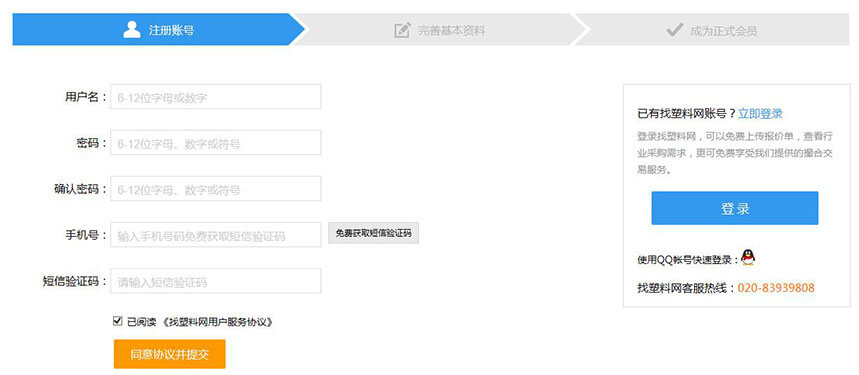 注册账号
完善基本资料
成为正式会员
用户名： 6-12位字母或数字
密码： 6-12位字母、数字或符号
确认密码： 6-12位字母、数字或符号
手机号： 输入手机号码免费获取短信验证码 免费获取短信验证码
短信验证码： 请输入短信验证码
已阅读 《找塑料网用户服务协议》
同意协议并提交
已有找塑料网账号？立即登录
登录找塑料网，可以免费上传报价单，查看行
业采购需求，更可免费享受我们提供的撮合交
易服务。
登 录
使用QQ帐号快速登录：
找塑料网客服热线：020-83939808